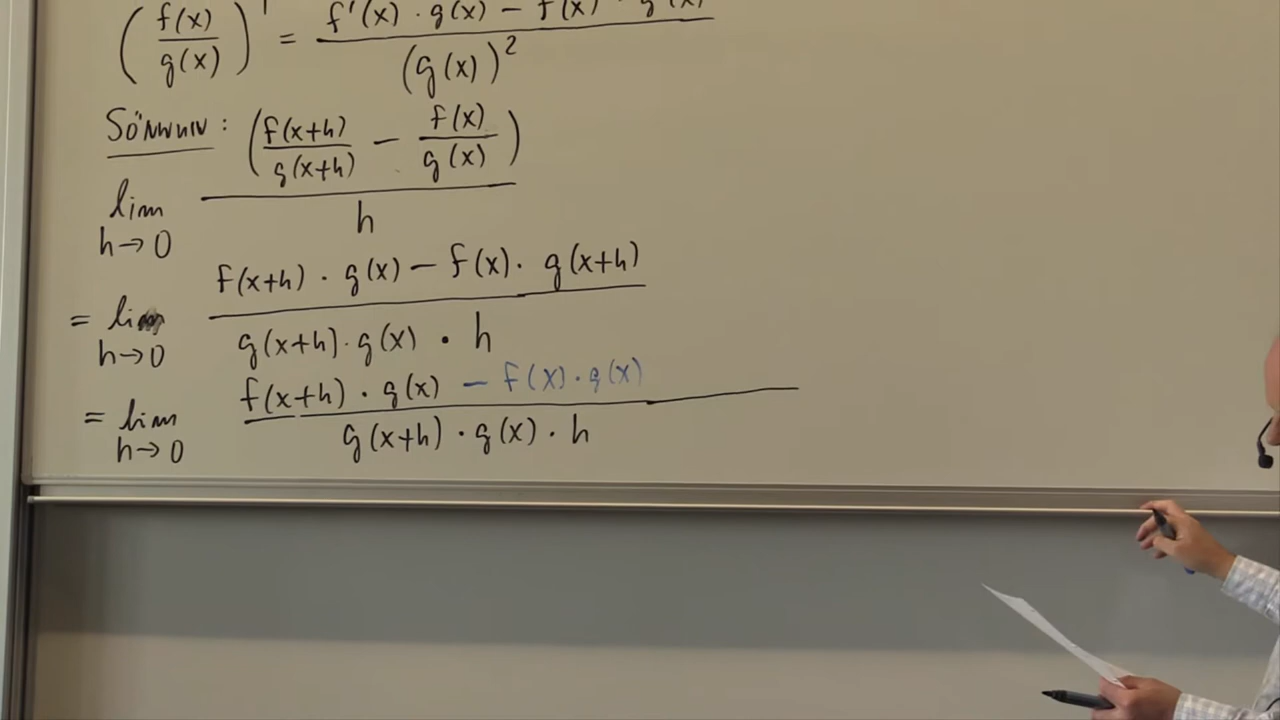 (f(x)/g(x))' = f'(x) · g(x) − f(x) · g'(x) / (g(x))²
SÖNNUN: (f(x+h)/g(x+h) − f(x)/g(x))
lim h→0 / h
= lim h→0 f(x+h) · g(x) − f(x) · g(x+h) / g(x+h) · g(x) · h
= lim h→0 f(x+h) · g(x) − f(x) · g(x) / g(x+h) · g(x) · h